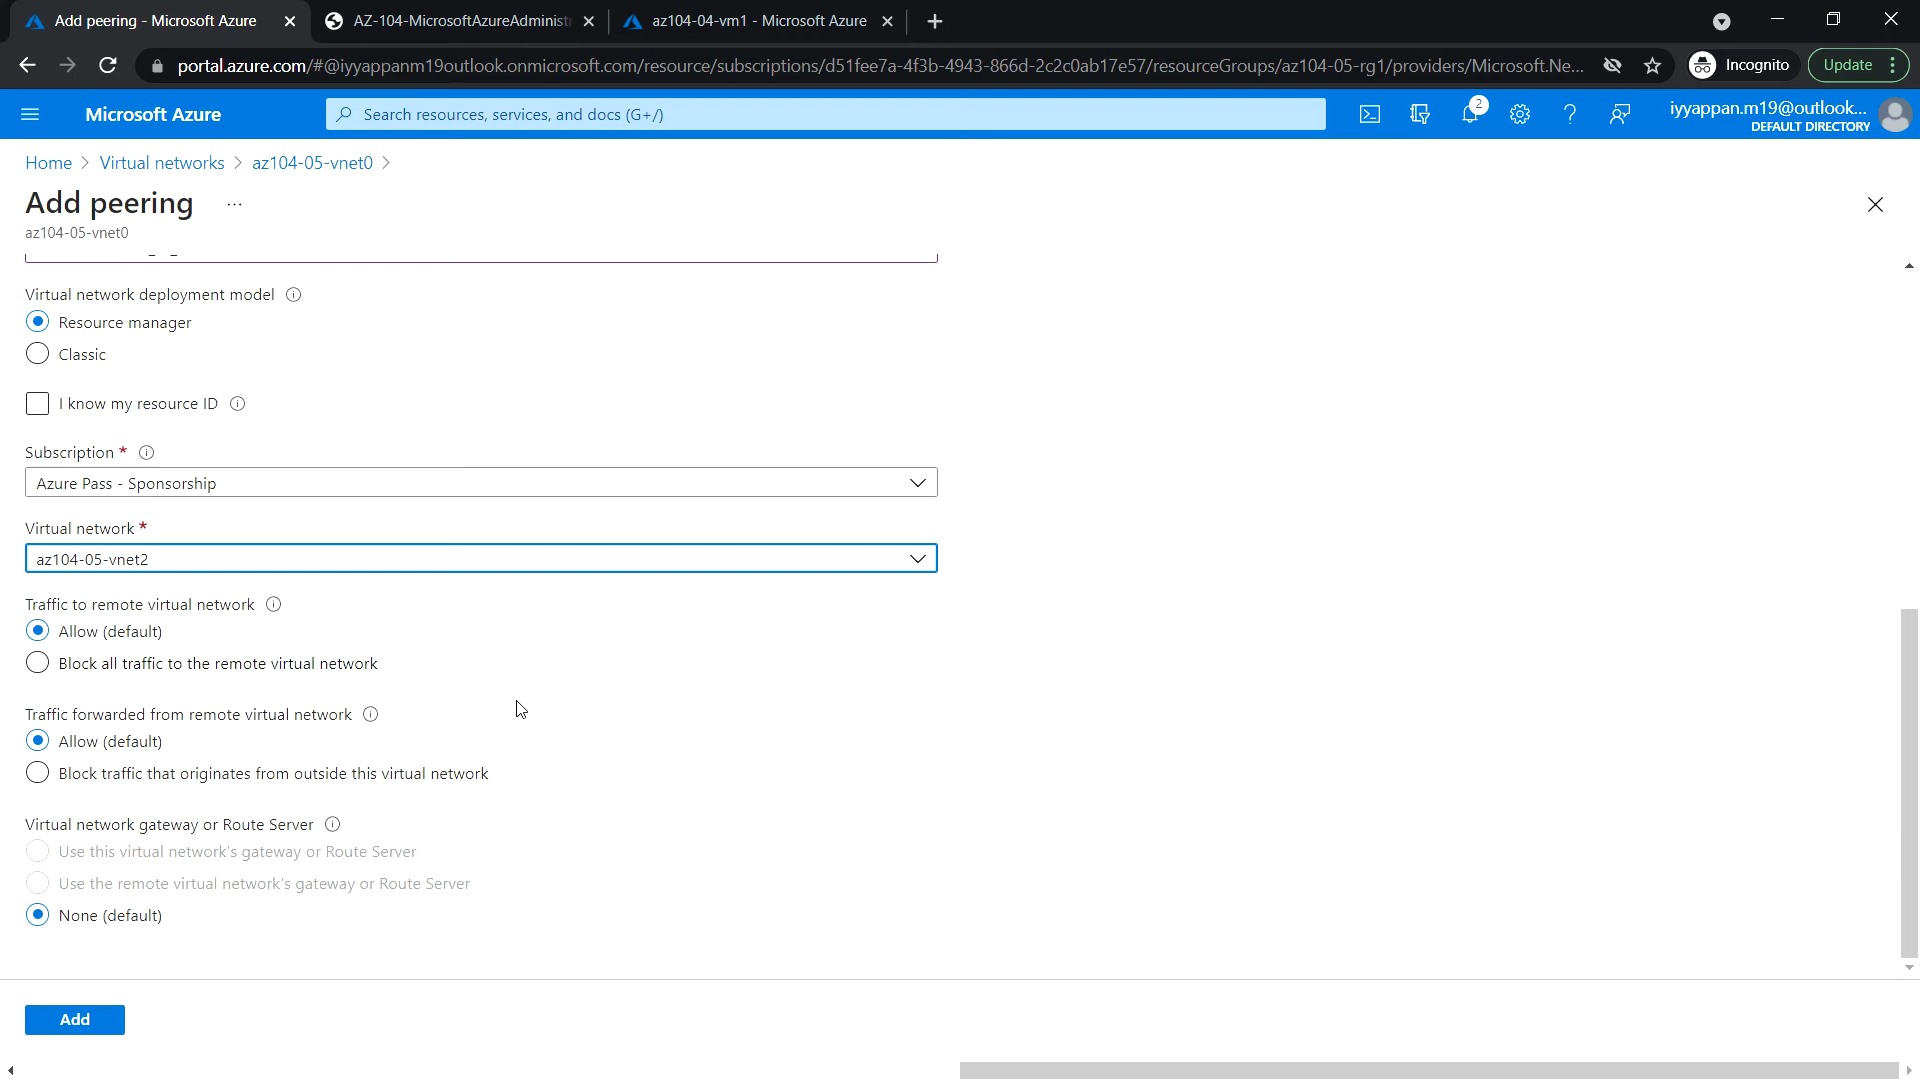 Add peering - Microsoft Azure
AZ-104-MicrosoftAzureAdminist
az104-04-vm1 - Microsoft Azure
portal.azure.com/#@iyyappanm19outlook.onmicrosoft.com/resource/subscriptions/d51fee7a-4f3b-4943-866d-2c2c0ab17e57/resourceGroups/az104-05-rg1/providers/Microsoft.Ne...
Incognito
Update
Microsoft Azure
Search resources, services, and docs (G+/)
2
iyyappan.m19@outlook...
DEFAULT DIRECTORY
Home > Virtual networks > az104-05-vnet0 >
Add peering ...
az104-05-vnet0
Virtual network deployment model
Resource manager
Classic
I know my resource ID
Subscription *
Azure Pass - Sponsorship
Virtual network *
az104-05-vnet2
Traffic to remote virtual network
Allow (default)
Block all traffic to the remote virtual network
Traffic forwarded from remote virtual network
Allow (default)
Block traffic that originates from outside this virtual network
Virtual network gateway or Route Server
Use this virtual network's gateway or Route Server
Use the remote virtual network's gateway or Route Server
None (default)
Add